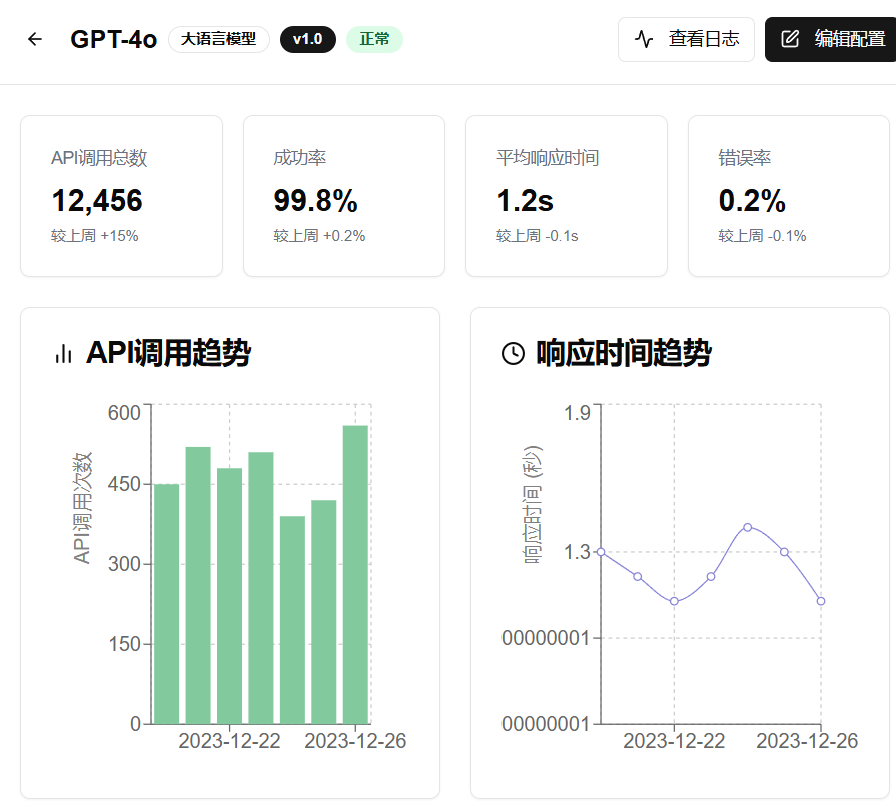 GPT-4o 大语言模型 v1.0 正常 查看日志 编辑配置
API调用总数 成功率 平均响应时间 错误率
12,456 99.8% 1.2s 0.2%
较上周 +15% 较上周 +0.2% 较上周 -0.1s 较上周 -0.1%
API调用趋势
600
450
300
150
0
API调用次数
2023-12-22 2023-12-26
响应时间趋势
1.9
1.3
00000001
00000001
响应时间 (秒)
2023-12-22 2023-12-26